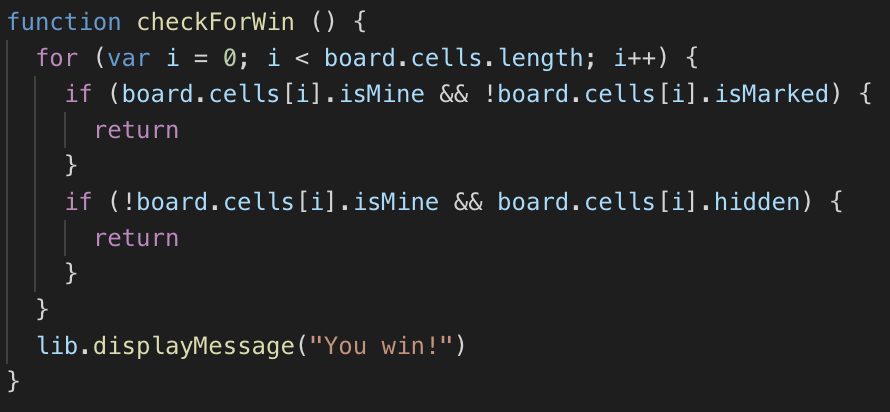 function checkForWin () {
  for (var i = 0; i < board.cells.length; i++) {
    if (board.cells[i].isMine && !board.cells[i].isMarked) {
      return
    }
    if (!board.cells[i].isMine && board.cells[i].hidden) {
      return
    }
  }
  lib.displayMessage("You win!")
}